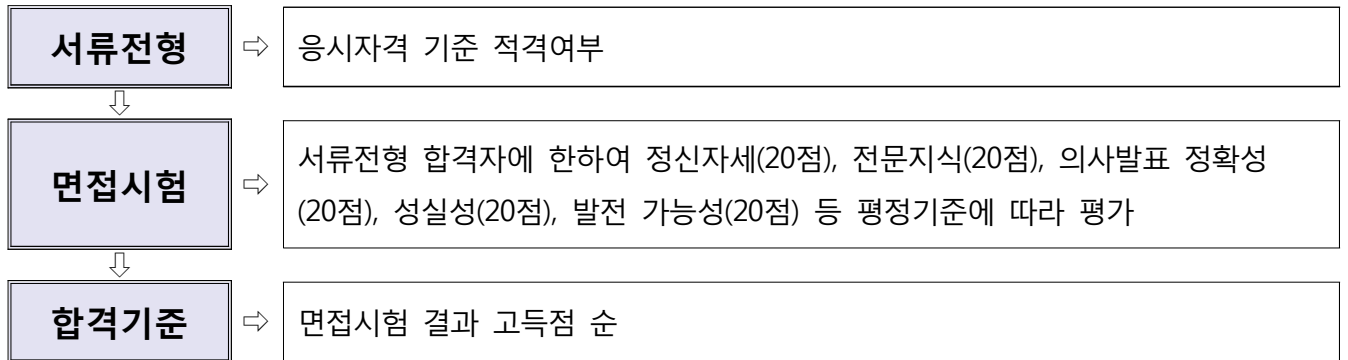 서류전형 ⇨ 응시자격 기준 적격여부
⇩
면접시험 ⇨ 서류전형 합격자에 한하여 정신자세(20점), 전문지식(20점), 의사발표 정확성
(20점), 성실성(20점), 발전 가능성(20점) 등 평정기준에 따라 평가
⇩
합격기준 ⇨ 면접시험 결과 고득점 순